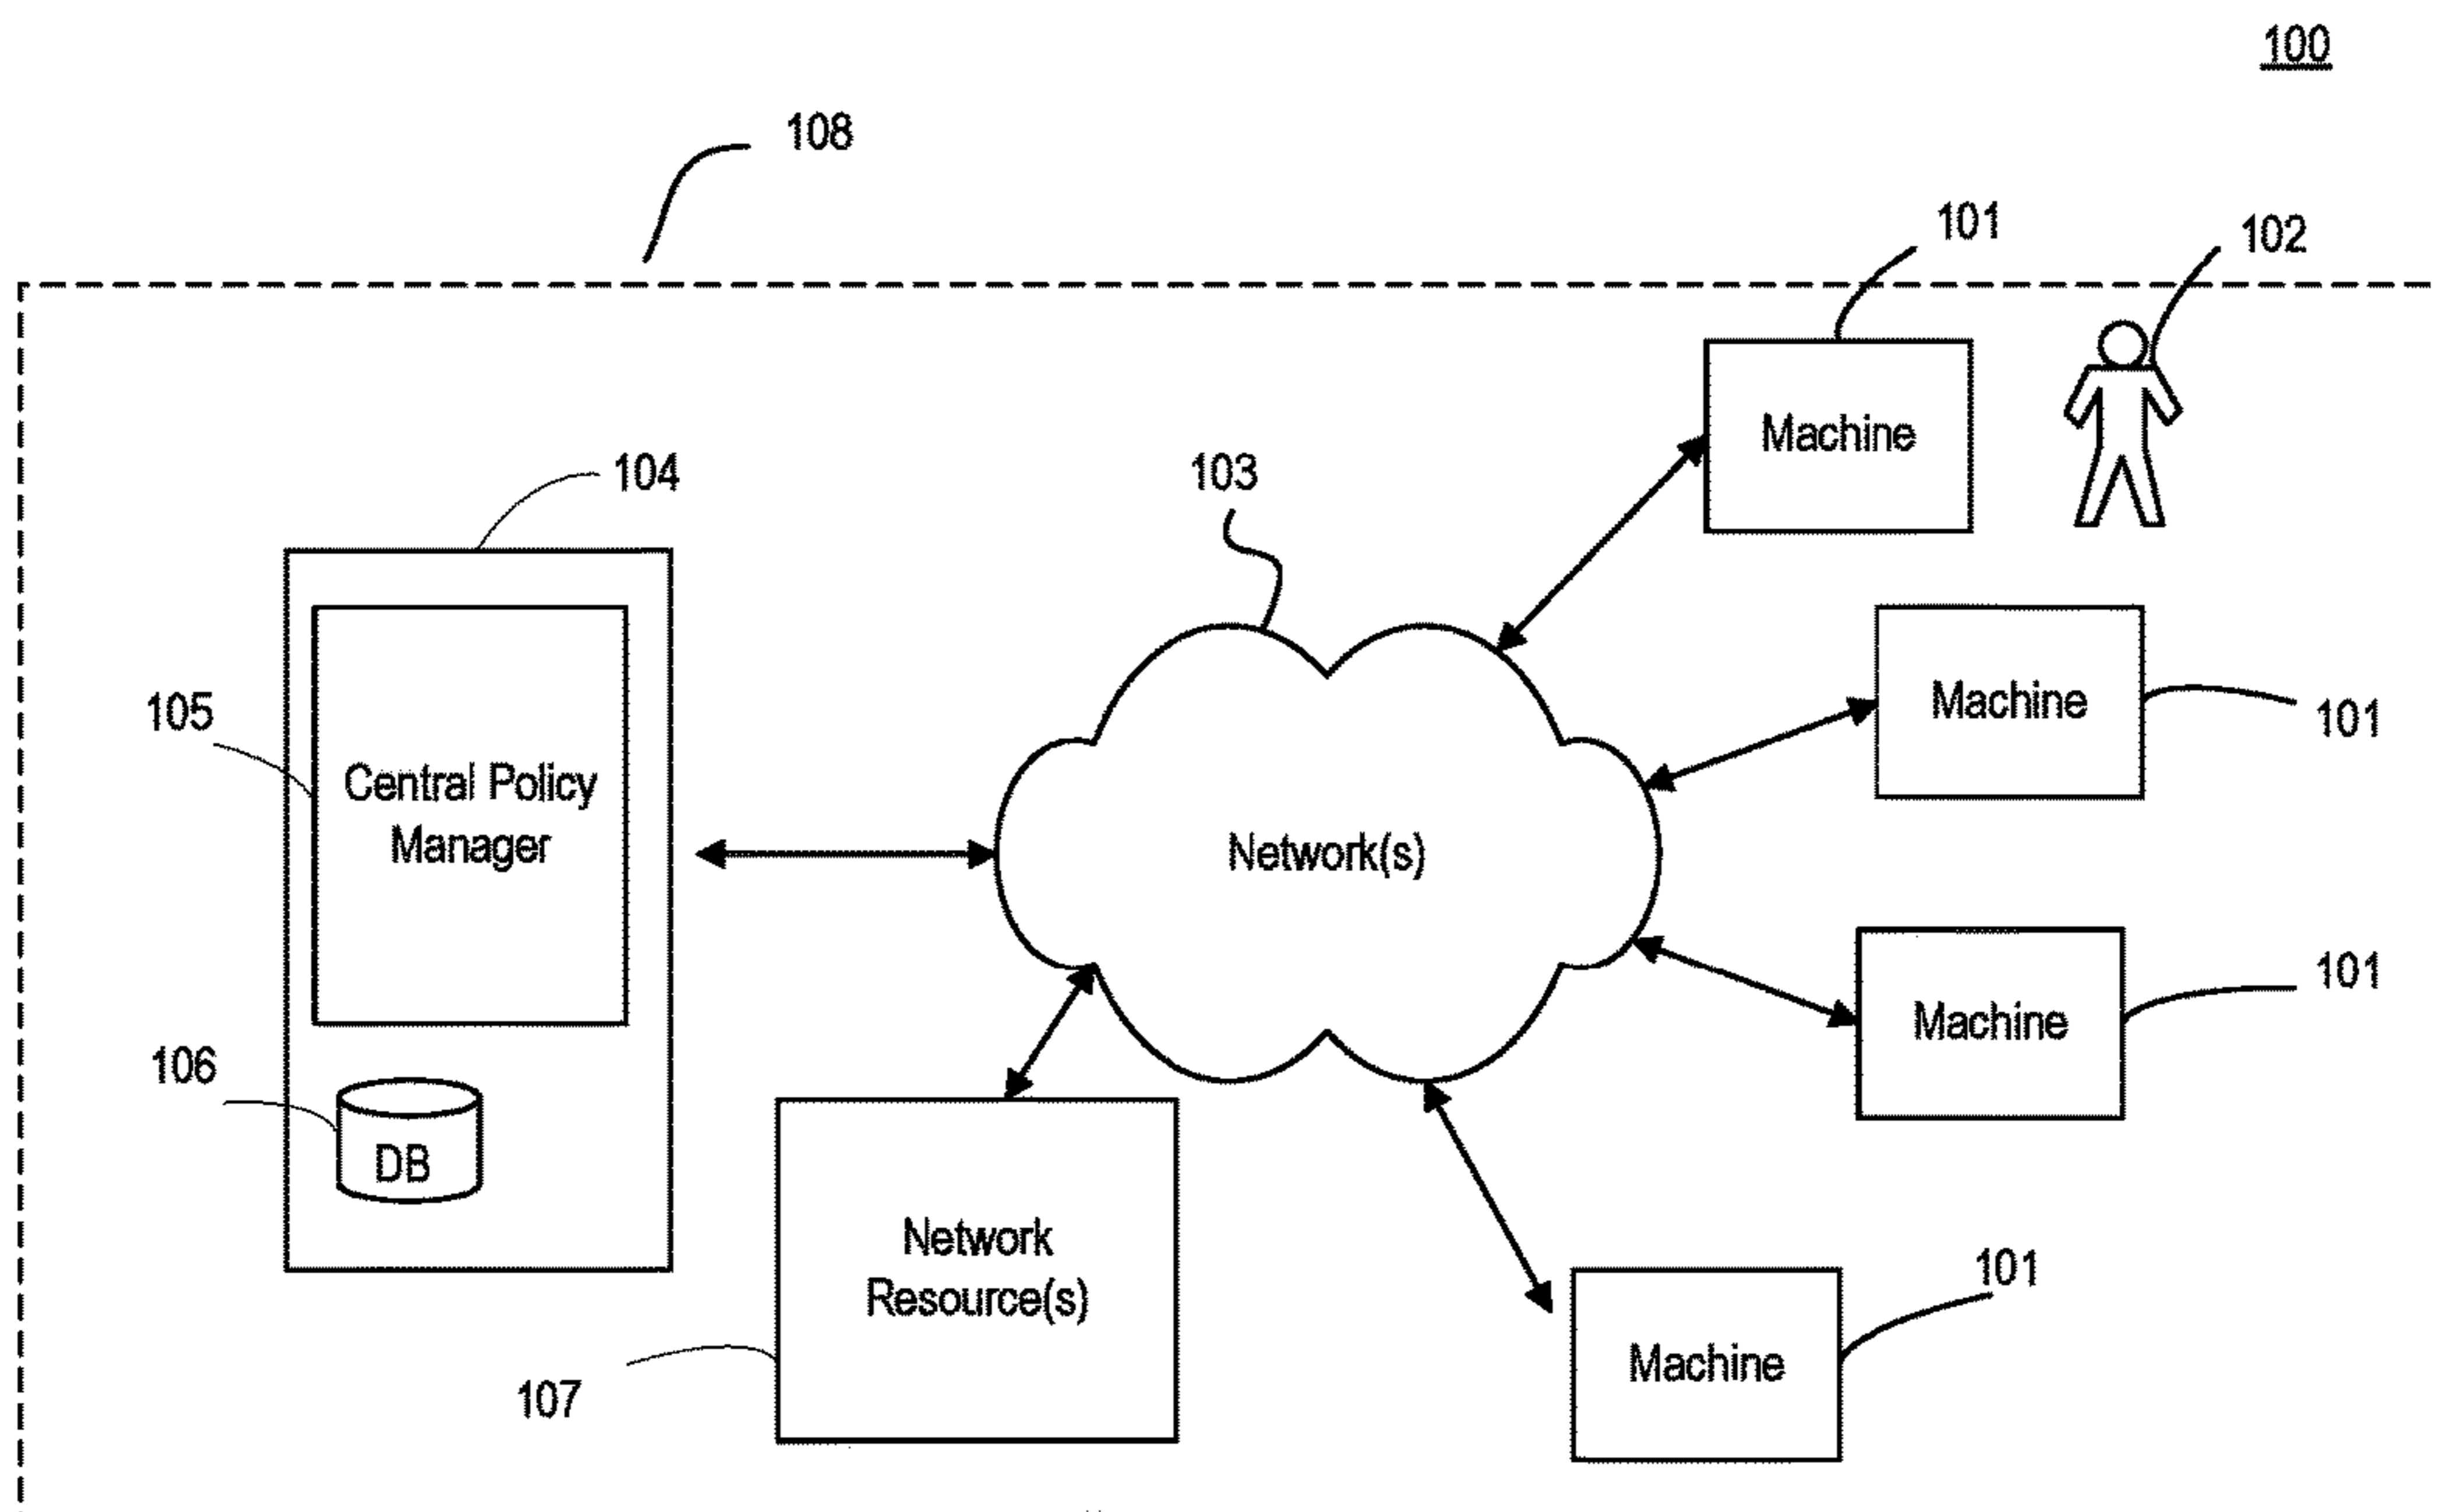 100
108
101
102
104
103
Machine
105
Central Policy
Manager
Machine
101
Network(s)
101
Machine
106
DB
Network
Resource(s)
101
Machine
107